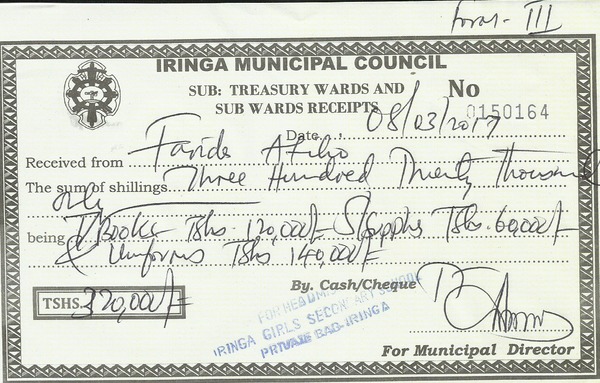 Form - III
IRINGA MUNICIPAL COUNCIL
SUB: TREASURY WARDS AND
SUB WARDS RECEIPTS
No
0150164
Date 08/03/2017
Received from Farida
The sum of shillings Three Hundred Twenty Thousand
only
being Books Tshs. 120,000/= Supplies Tshs. 60,000/=
& Uniforms Tshs 140,000/=
By. Cash/Cheque
TSHS. 320,000/=
FOR HEADMISTRESS
IRINGA GIRLS SECONDARY SCHOOL
PRIVATE BAG-IRINGA
For Municipal Director